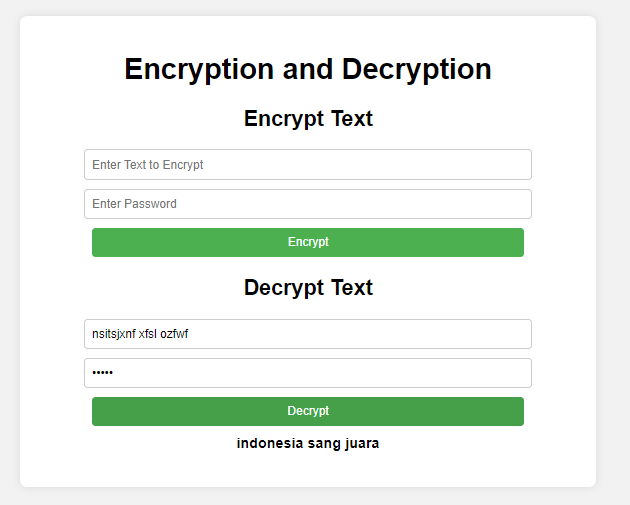 Encryption and Decryption
Encrypt Text
Enter Text to Encrypt
Enter Password
Encrypt
Decrypt Text
nsitsjxnf xfsl ozfwf
•••••
Decrypt
indonesia sang juara